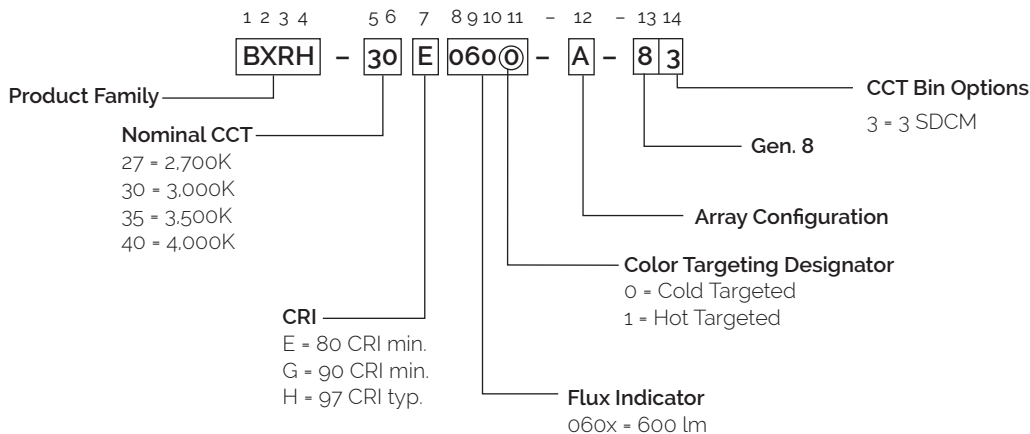 1 2 3 4 5 6 7 8 9 10 11 - 12 - 13 14
BXRH - 30 E 0600 - A - 8 3
Product Family
Nominal CCT
27 = 2,700K
30 = 3,000K
35 = 3,500K
40 = 4,000K
CRI
E = 80 CRI min.
G = 90 CRI min.
H = 97 CRI typ.
Flux Indicator
060x = 600 lm
Color Targeting Designator
0 = Cold Targeted
1 = Hot Targeted
Array Configuration
Gen. 8
CCT Bin Options
3 = 3 SDCM